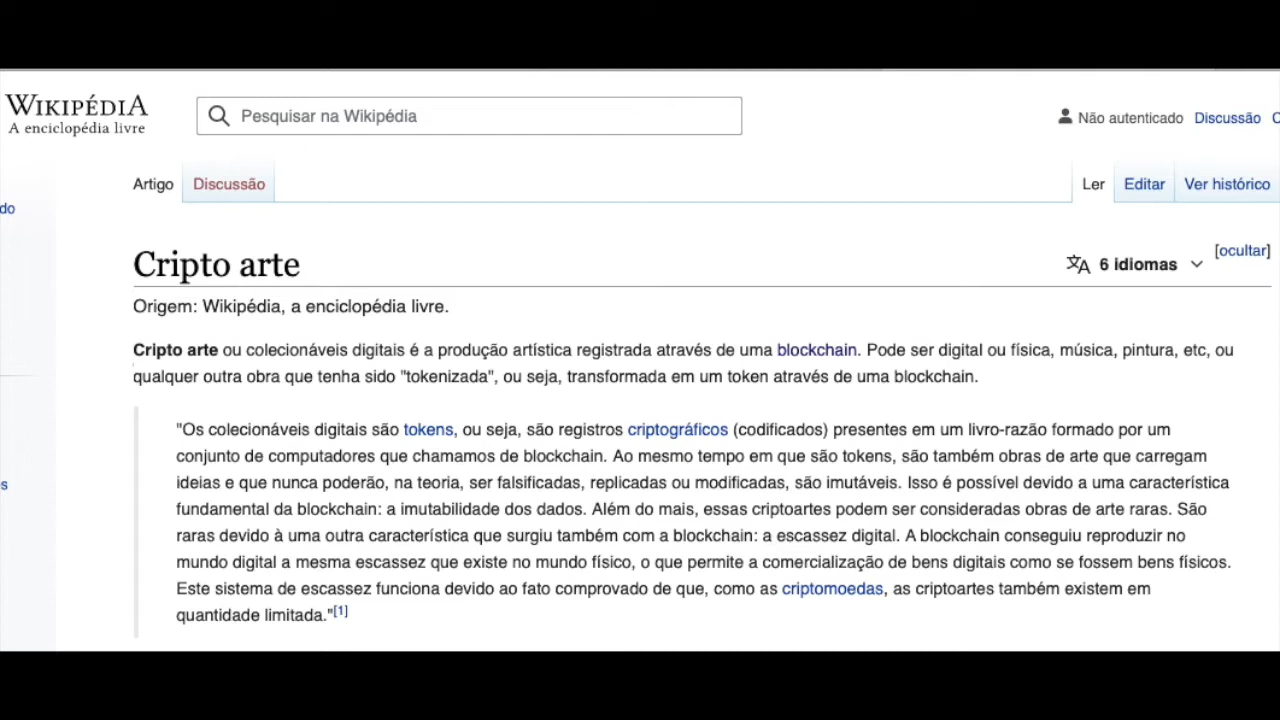 WIKIPÉDIA
A enciclopédia livre
Pesquisar na Wikipédia
Não autenticado Discussão
Artigo Discussão Ler Editar Ver histórico
do
Cripto arte
6 idiomas
[ocultar]
Origem: Wikipédia, a enciclopédia livre.
Cripto arte ou colecionáveis digitais é a produção artística registrada através de uma blockchain. Pode ser digital ou física, música, pintura, etc, ou
qualquer outra obra que tenha sido "tokenizada", ou seja, transformada em um token através de uma blockchain.
"Os colecionáveis digitais são tokens, ou seja, são registros criptográficos (codificados) presentes em um livro-razão formado por um
conjunto de computadores que chamamos de blockchain. Ao mesmo tempo em que são tokens, são também obras de arte que carregam
ideias e que nunca poderão, na teoria, ser falsificadas, replicadas ou modificadas, são imutáveis. Isso é possível devido a uma característica
fundamental da blockchain: a imutabilidade dos dados. Além do mais, essas criptoartes podem ser consideradas obras de arte raras. São
raras devido à uma outra característica que surgiu também com a blockchain: a escassez digital. A blockchain conseguiu reproduzir no
mundo digital a mesma escassez que existe no mundo físico, o que permite a comercialização de bens digitais como se fossem bens físicos.
Este sistema de escassez funciona devido ao fato comprovado de que, como as criptomoedas, as criptoartes também existem em
quantidade limitada."[1]